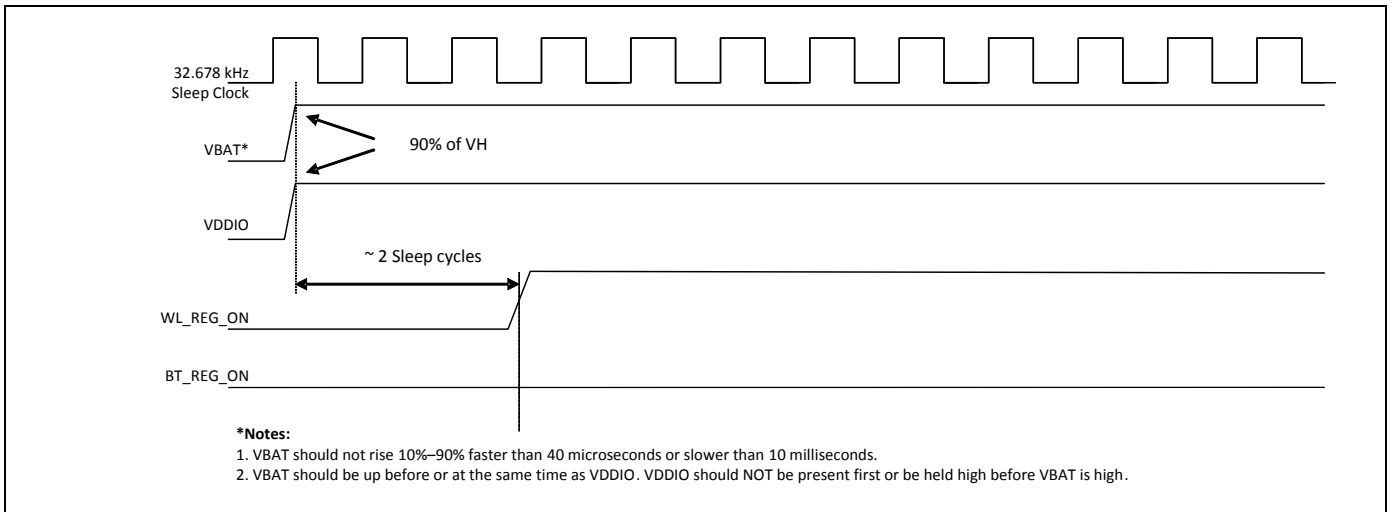 32.678 kHz
Sleep Clock
90% of VH
VBAT*
VDDIO
~ 2 Sleep cycles
WL_REG_ON
BT_REG_ON
*Notes:
1. VBAT should not rise 10%–90% faster than 40 microseconds or slower than 10 milliseconds.
2. VBAT should be up before or at the same time as VDDIO. VDDIO should NOT be present first or be held high before VBAT is high.